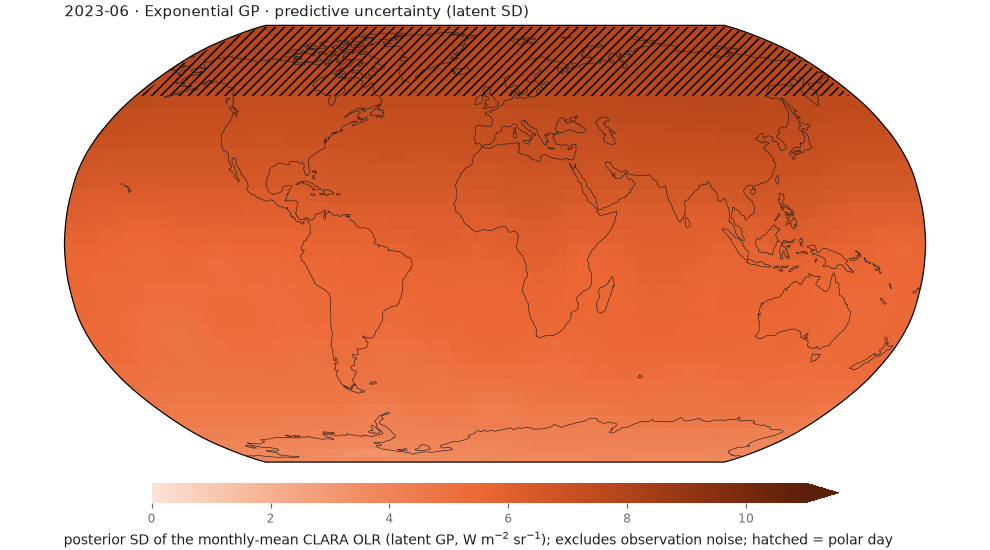 2023-06 · Exponential GP · predictive uncertainty (latent SD)
0 2 4 6 8 10
posterior SD of the monthly-mean CLARA OLR (latent GP, W m⁻² sr⁻¹); excludes observation noise; hatched = polar day